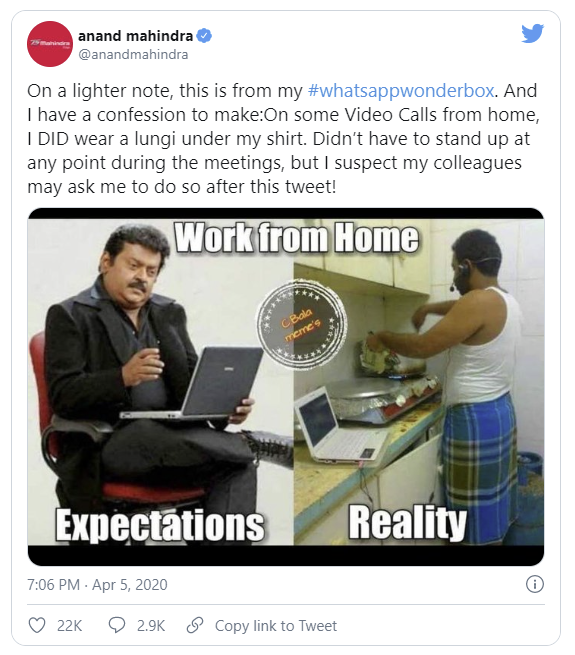 anand mahindra
@anandmahindra
On a lighter note, this is from my #whatsappwonderbox. And
I have a confession to make:On some Video Calls from home,
I DID wear a lungi under my shirt. Didn’t have to stand up at
any point during the meetings, but I suspect my colleagues
may ask me to do so after this tweet!
Work from Home
C Bala
meme's
Expectations
Reality
7:06 PM · Apr 5, 2020
22K 2.9K Copy link to Tweet